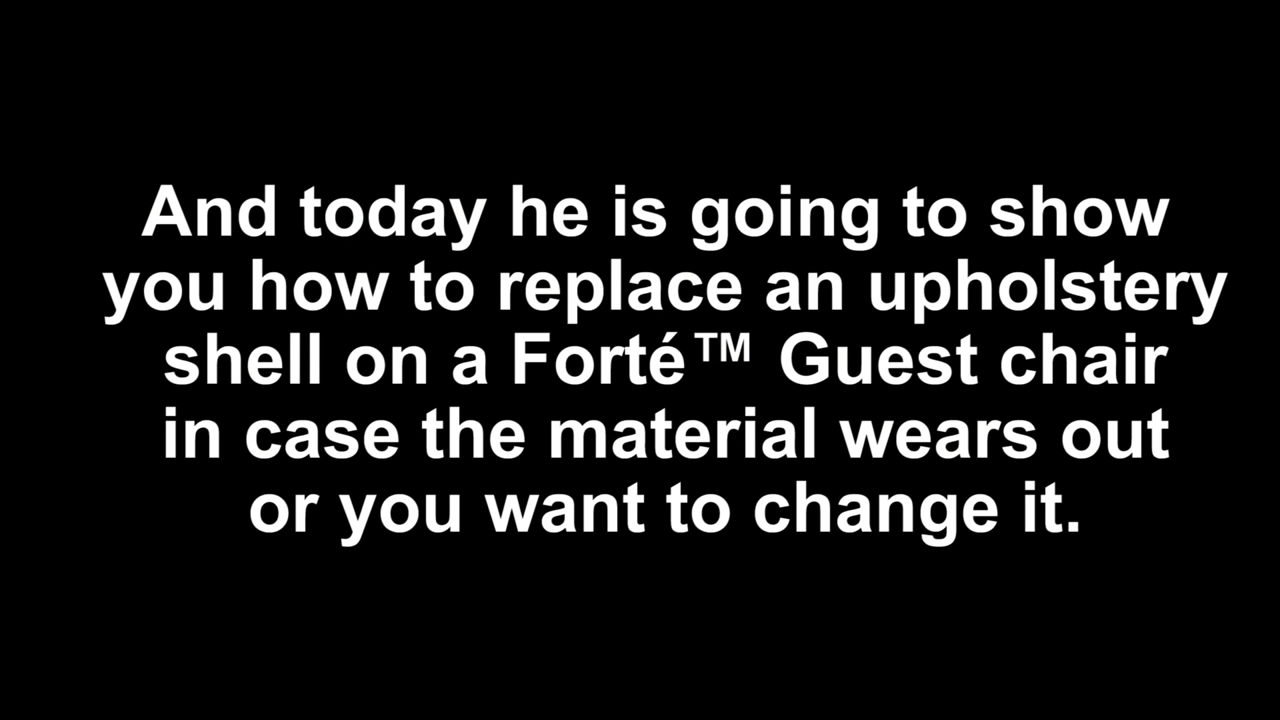 And today he is going to show
you how to replace an upholstery
shell on a Forté™ Guest chair
in case the material wears out
or you want to change it.